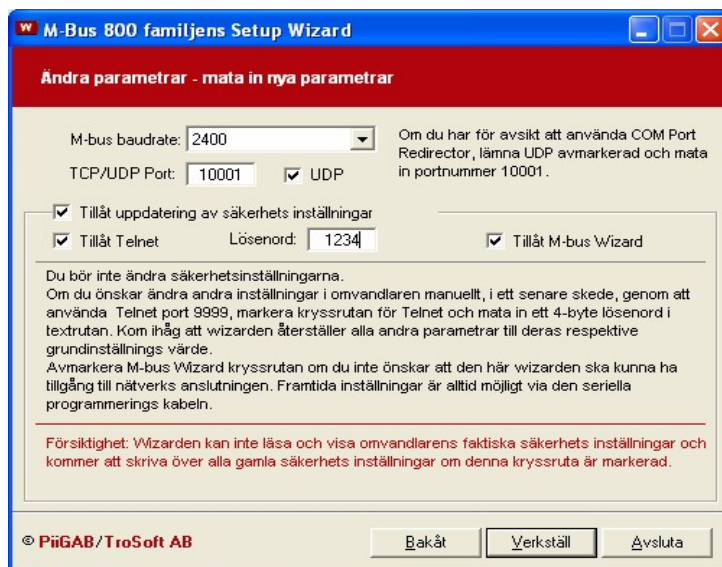 M-Bus 800 familjens Setup Wizard
Ändra parametrar - mata in nya parametrar
M-bus baudrate: 2400
TCP/UDP Port: 10001 UDP
Om du har för avsikt att använda COM Port
Redirector, lämna UDP avmarkerad och mata
in portnummer 10001.
Tillåt uppdatering av säkerhets inställningar
Tillåt Telnet Lösenord: 1234 Tillåt M-bus Wizard
Du bör inte ändra säkerhetsinställningarna.
Om du önskar ändra andra inställningar i omvandlaren manuellt, i ett senare skede, genom att
använda Telnet port 9999, markera kryssrutan för Telnet och mata in ett 4-byte lösenord i
textrutan. Kom ihåg att wizarden återställer alla andra parametrar till deras respektive
grundinställnings värde.
Avmarkera M-bus Wizard kryssrutan om du inte önskar att den här wizarden ska kunna ha
tillgång till nätverks anslutningen. Framtida inställningar är alltid möjligt via den seriella
programmerings kabeln.
Försiktighet: Wizarden kan inte läsa och visa omvandlarens faktiska säkerhets inställningar och
kommer att skriva över alla gamla säkerhets inställningar om denna kryssruta är markerad.
© PiiGAB/TroSoft AB
Bakåt Verkställ Avsluta